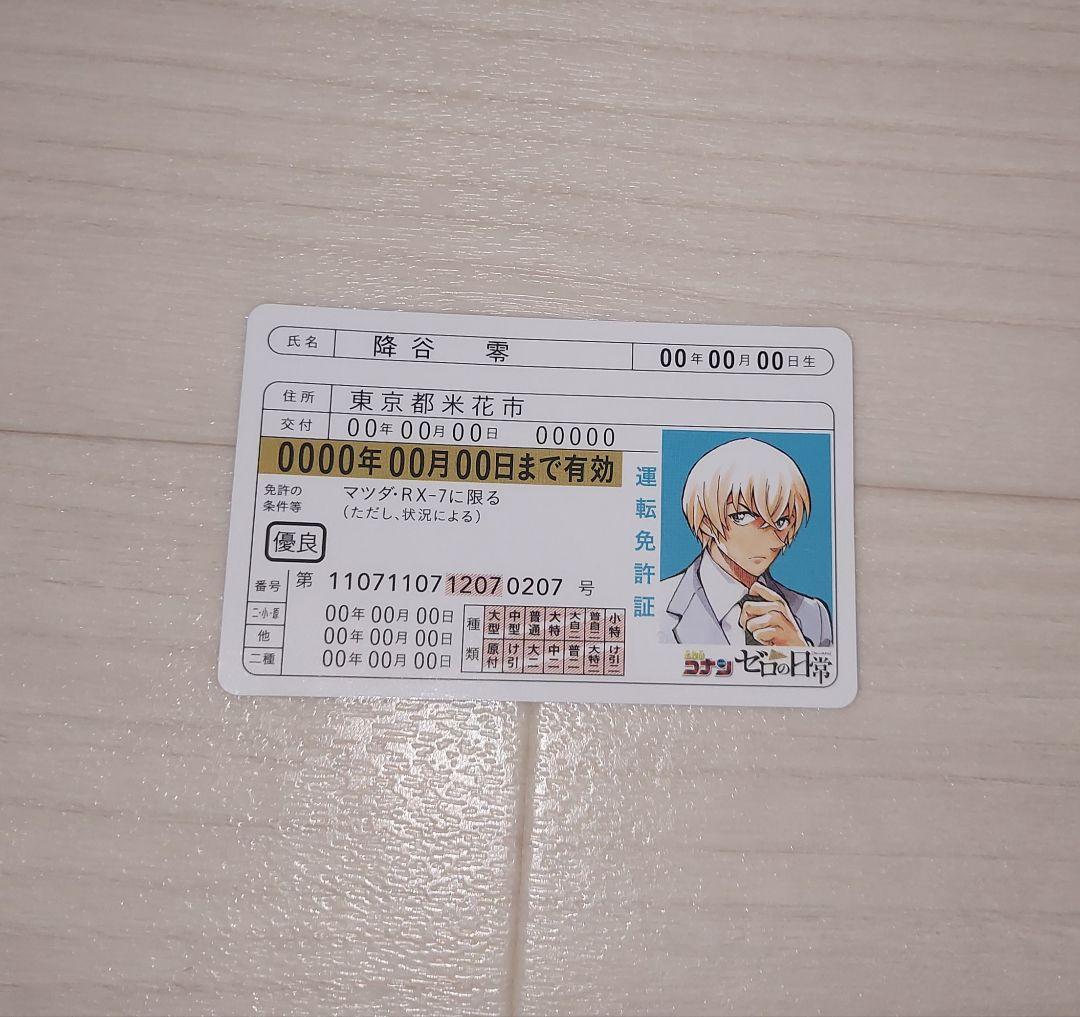 氏名 降谷 零 00年00月00日生
住所 東京都米花市
交付 00年00月00日 00000
0000年00月00日まで有効
免許の条件等
マツダ・RX-7に限る
(ただし、状況による)
優良
番号 第 110711071207 0207 号
二・小・原 00年00月00日
他 00年00月00日
二種 00年00月00日
種類
大型 中型 普通 大特 大自二 普自二 小特
原付 け引 大二 中二 普二 大特二 け引二
運転免許証
名探偵コナン ゼロの日常